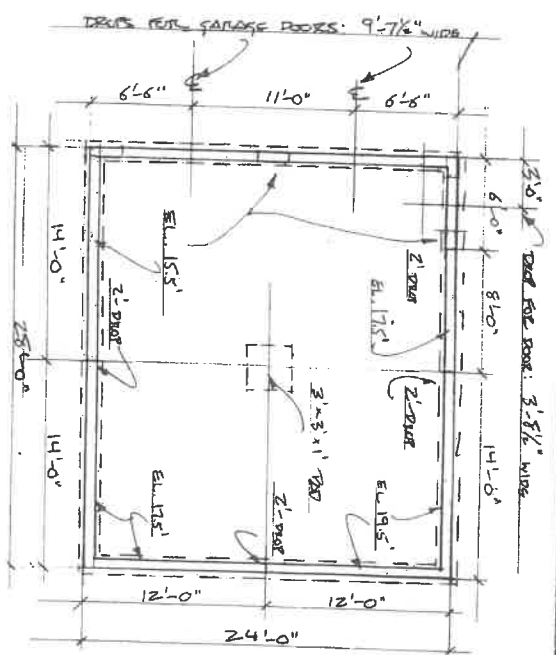 DROPS FOR GARAGE DOORS: 9'-7½" WIDE
6'-6"
11'-0"
6'-6"
3'-0"
6'-0"
DROP FOR DOOR: 3'-8½" WIDE
14'-0"
28'-0"
14'-0"
EL. 15.5'
2'-DROP
EL. 17.5'
8'-0"
2'-DROP
2'-DROP
3'x3'x1' PAD
14'-0"
EL. 17.5'
2'-DROP
EL. 19.5'
12'-0"
12'-0"
24'-0"